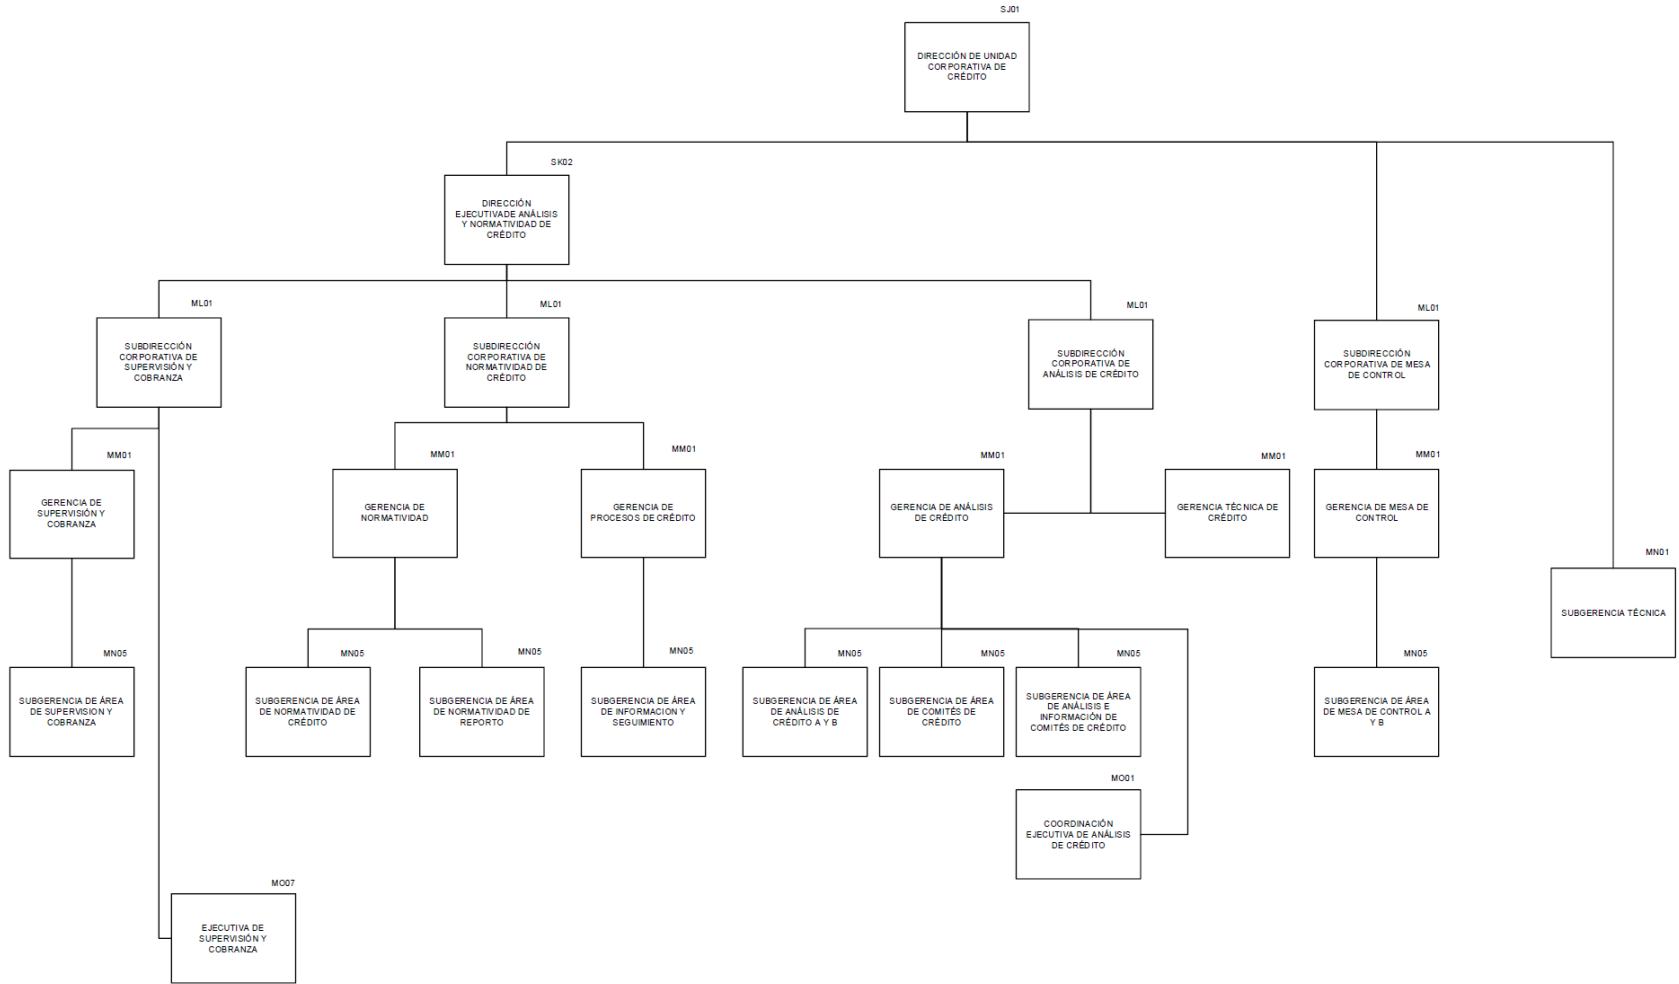 SJ01
DIRECCIÓN DE UNIDAD
CORPORATIVA DE
CRÉDITO
SK02
DIRECCIÓN
EJECUTIVADE ANÁLISIS
Y NORMATIVIDAD DE
CRÉDITO
ML01
SUBDIRECCIÓN
CORPORATIVA DE
SUPERVISIÓN Y
COBRANZA
ML01
SUBDIRECCIÓN
CORPORATIVA DE
NORMATIVIDAD DE
CRÉDITO
ML01
SUBDIRECCIÓN
CORPORATIVA DE
ANÁLISIS DE CRÉDITO
ML01
SUBDIRECCIÓN
CORPORATIVA DE MESA
DE CONTROL
MM01
GERENCIA DE
SUPERVISIÓN Y
COBRANZA
MM01
GERENCIA DE
NORMATIVIDAD
MM01
GERENCIA DE
PROCESOS DE CRÉDITO
MM01
GERENCIA DE ANÁLISIS
DE CRÉDITO
MM01
GERENCIA TÉCNICA DE
CRÉDITO
MM01
GERENCIA DE MESA DE
CONTROL
MN01
SUBGERENCIA TÉCNICA
MN05
SUBGERENCIA DE ÁREA
DE SUPERVISION Y
COBRANZA
MN05
SUBGERENCIA DE ÁREA
DE NORMATIVIDAD DE
CRÉDITO
MN05
SUBGERENCIA DE ÁREA
DE NORMATIVIDAD DE
REPORTO
MN05
SUBGERENCIA DE ÁREA
DE INFORMACION Y
SEGUIMIENTO
MN05
SUBGERENCIA DE ÁREA
DE ANÁLISIS DE
CRÉDITO A Y B
MN05
SUBGERENCIA DE ÁREA
DE COMITÉS DE
CRÉDITO
MN05
SUBGERENCIA DE ÁREA
DE ANÁLISIS E
INFORMACIÓN DE
COMITÉS DE CRÉDITO
MN05
SUBGERENCIA DE ÁREA
DE MESA DE CONTROL A
Y B
MO01
COORDINACIÓN
EJECUTIVA DE ANÁLISIS
DE CRÉDITO
MO07
EJECUTIVA DE
SUPERVISIÓN Y
COBRANZA